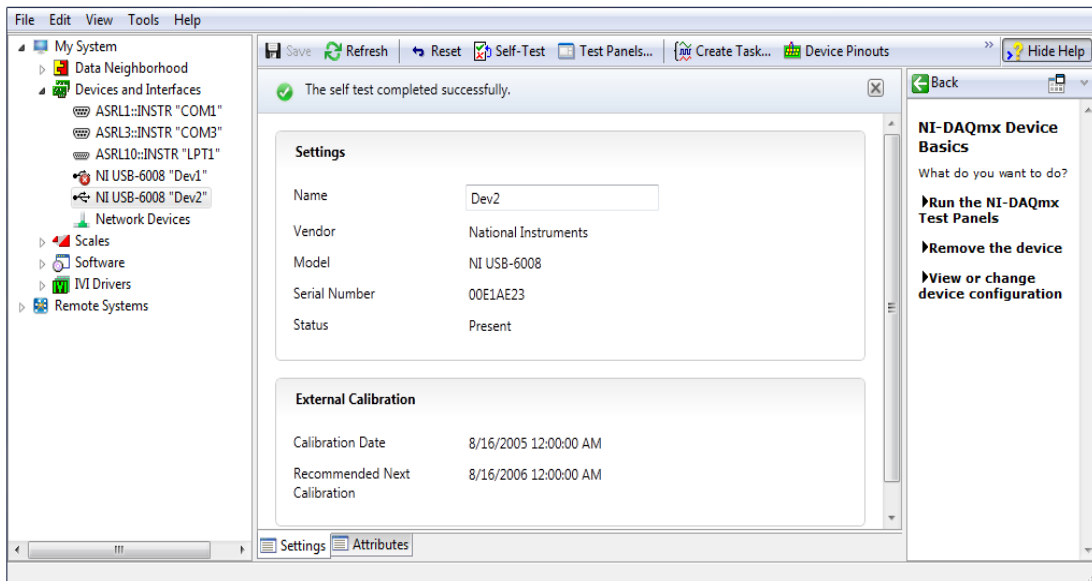 File Edit View Tools Help
My System
Data Neighborhood
Devices and Interfaces
ASRL1::INSTR "COM1"
ASRL3::INSTR "COM3"
ASRL10::INSTR "LPT1"
NI USB-6008 "Dev1"
NI USB-6008 "Dev2"
Network Devices
Scales
Software
IVI Drivers
Remote Systems
Save Refresh Reset Self-Test Test Panels... Create Task... Device Pinouts » Hide Help
The self test completed successfully.
Settings
Name Dev2
Vendor National Instruments
Model NI USB-6008
Serial Number 00E1AE23
Status Present
External Calibration
Calibration Date 8/16/2005 12:00:00 AM
Recommended Next 8/16/2006 12:00:00 AM
Calibration
Settings Attributes
Back
NI-DAQmx Device
Basics
What do you want to do?
Run the NI-DAQmx
Test Panels
Remove the device
View or change
device configuration